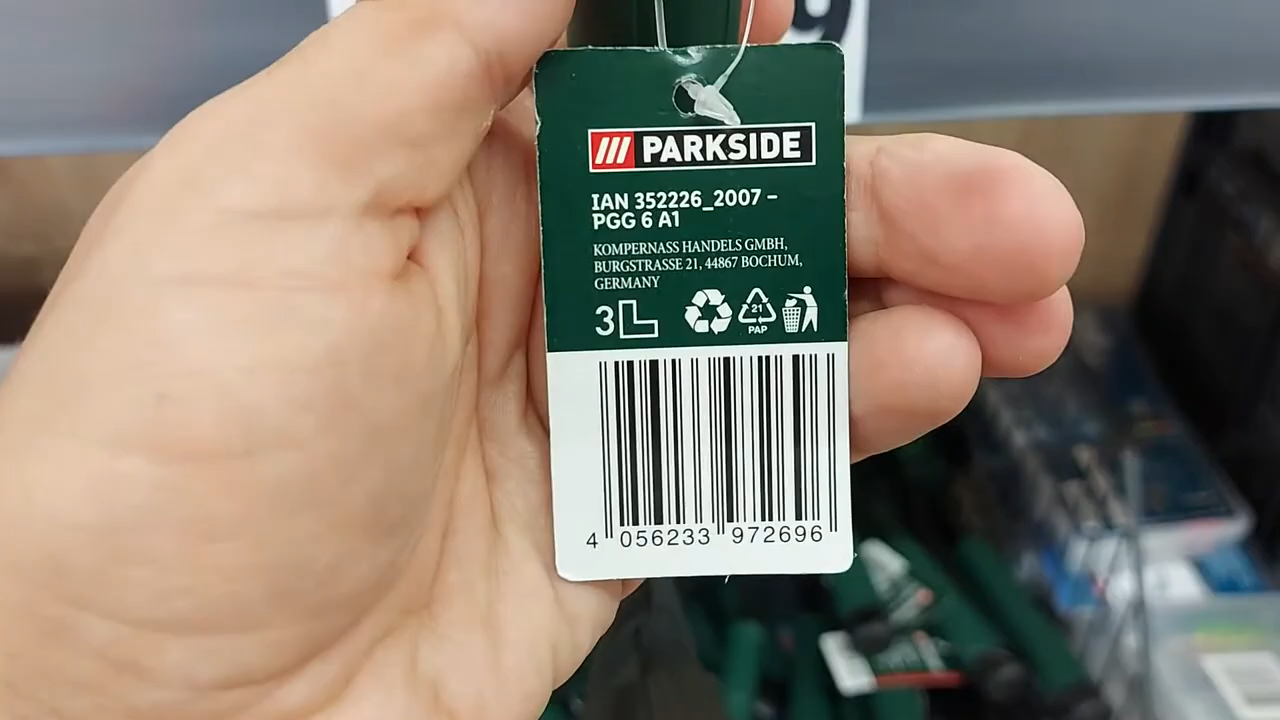 PARKSIDE
IAN 352226_2007 –
PGG 6 A1
KOMPERNASS HANDELS GMBH,
BURGSTRASSE 21, 44867 BOCHUM,
GERMANY
3
21
PAP
4 056233 972696